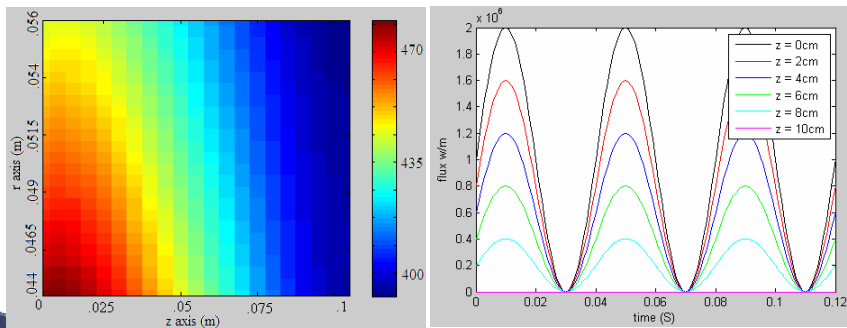 .056
.054
.0515
.049
.0465
.044
r axis (m)
0
.025
.05
.075
.1
z axis (m)
470
435
400
x 10^6
2
1.8
1.6
1.4
1.2
1
0.8
0.6
0.4
0.2
0
flux w/m
0
0.02
0.04
0.06
0.08
0.1
0.12
time (S)
z = 0cm
z = 2cm
z = 4cm
z = 6cm
z = 8cm
z = 10cm